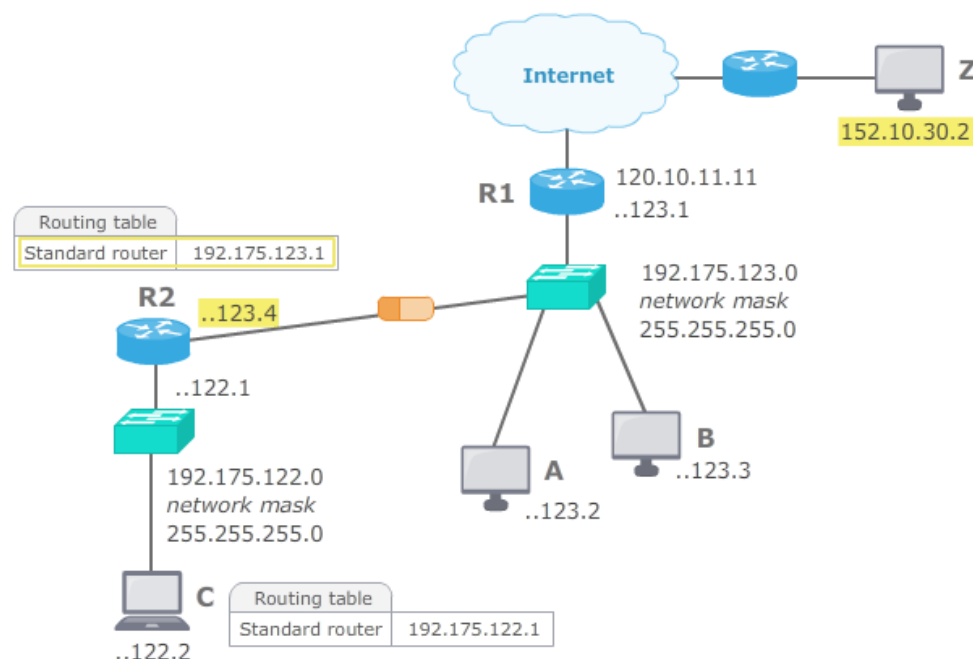 Internet
Z
152.10.30.2
R1
120.10.11.11
..123.1
Routing table
Standard router 192.175.123.1
192.175.123.0
network mask
255.255.255.0
R2
..123.4
..122.1
A
..123.2
B
..123.3
192.175.122.0
network mask
255.255.255.0
C
..122.2
Routing table
Standard router 192.175.122.1